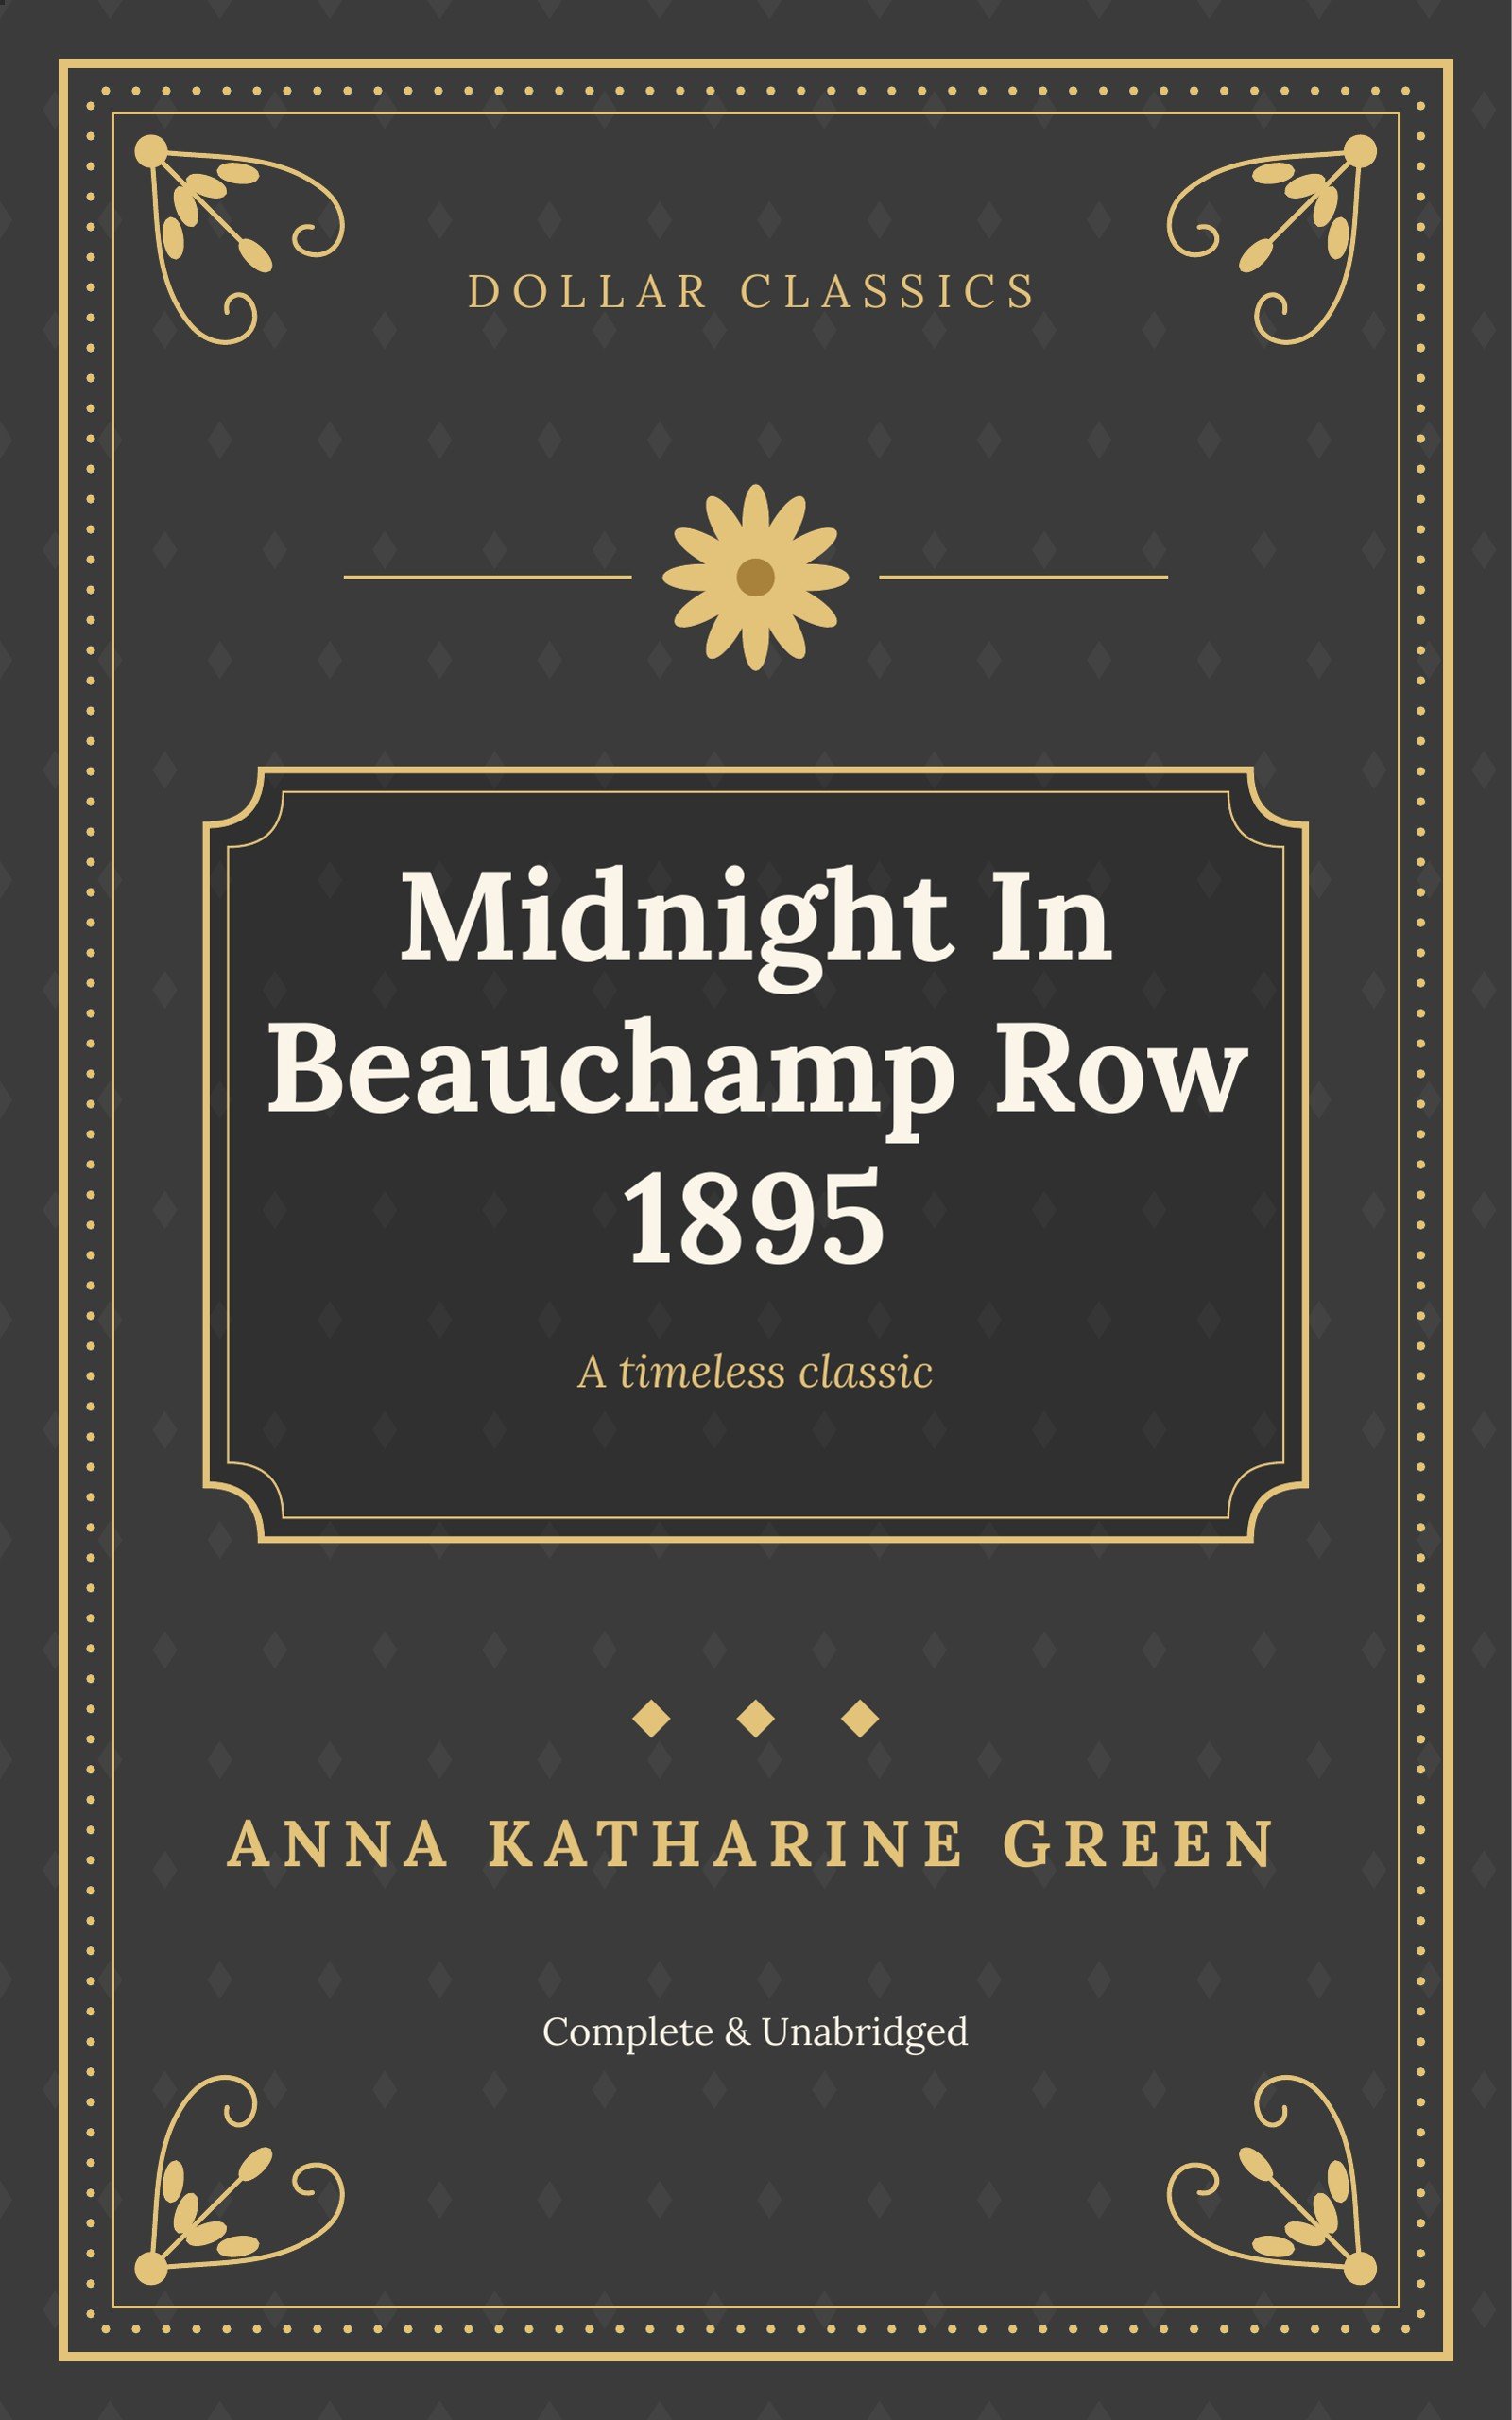 DOLLAR CLASSICS
Midnight In
Beauchamp Row
1895
A timeless classic
ANNA KATHARINE GREEN
Complete & Unabridged